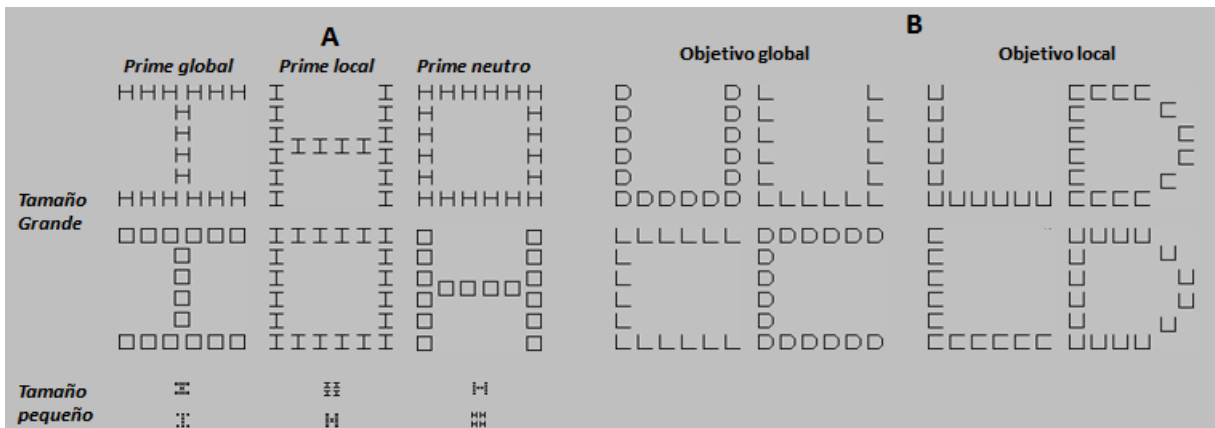 A
B
Prime global Prime local Prime neutro
Objetivo global Objetivo local
Tamaño
Grande
Tamaño
pequeño